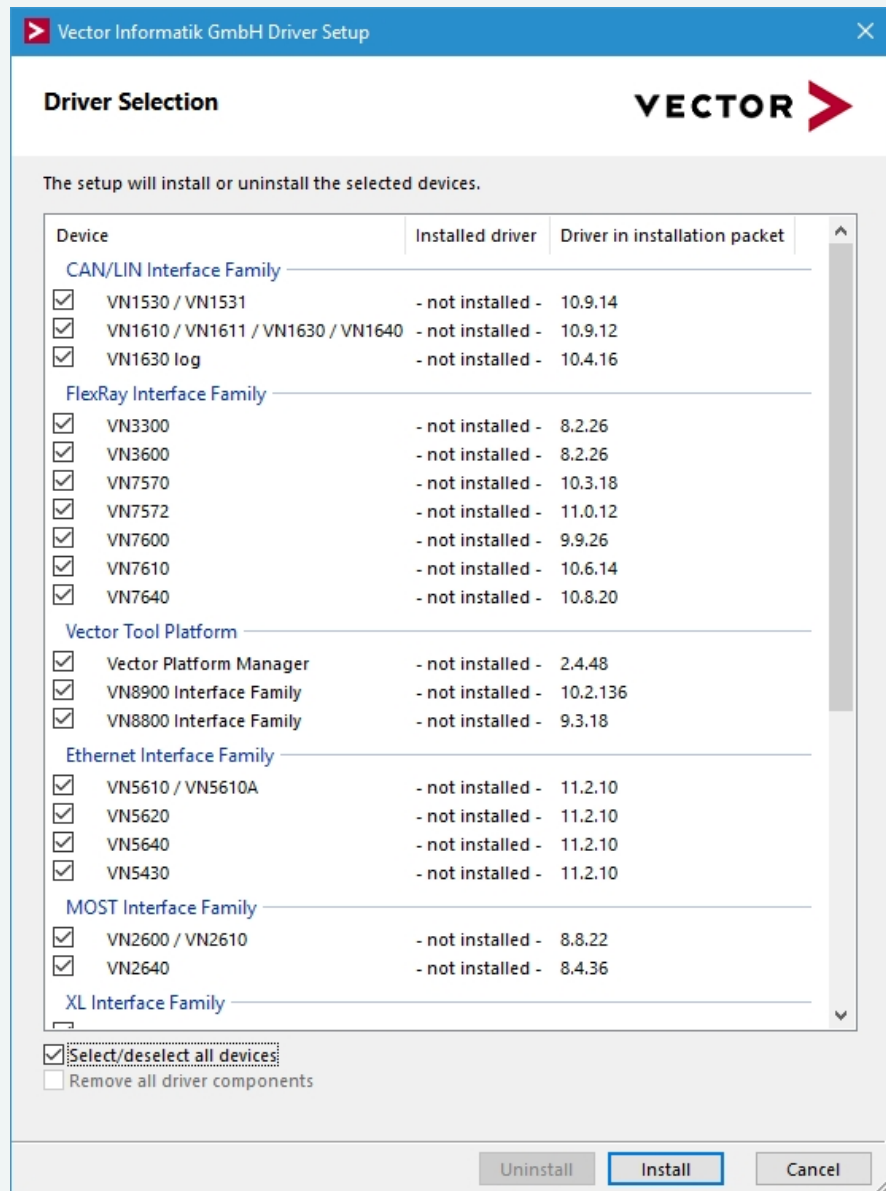 Vector Informatik GmbH Driver Setup
Driver Selection
VECTOR
The setup will install or uninstall the selected devices.
Device Installed driver Driver in installation packet
CAN/LIN Interface Family
VN1530 / VN1531 - not installed - 10.9.14
VN1610 / VN1611 / VN1630 / VN1640 - not installed - 10.9.12
VN1630 log - not installed - 10.4.16
FlexRay Interface Family
VN3300 - not installed - 8.2.26
VN3600 - not installed - 8.2.26
VN7570 - not installed - 10.3.18
VN7572 - not installed - 11.0.12
VN7600 - not installed - 9.9.26
VN7610 - not installed - 10.6.14
VN7640 - not installed - 10.8.20
Vector Tool Platform
Vector Platform Manager - not installed - 2.4.48
VN8900 Interface Family - not installed - 10.2.136
VN8800 Interface Family - not installed - 9.3.18
Ethernet Interface Family
VN5610 / VN5610A - not installed - 11.2.10
VN5620 - not installed - 11.2.10
VN5640 - not installed - 11.2.10
VN5430 - not installed - 11.2.10
MOST Interface Family
VN2600 / VN2610 - not installed - 8.8.22
VN2640 - not installed - 8.4.36
XL Interface Family
Select/deselect all devices
Remove all driver components
Uninstall Install Cancel